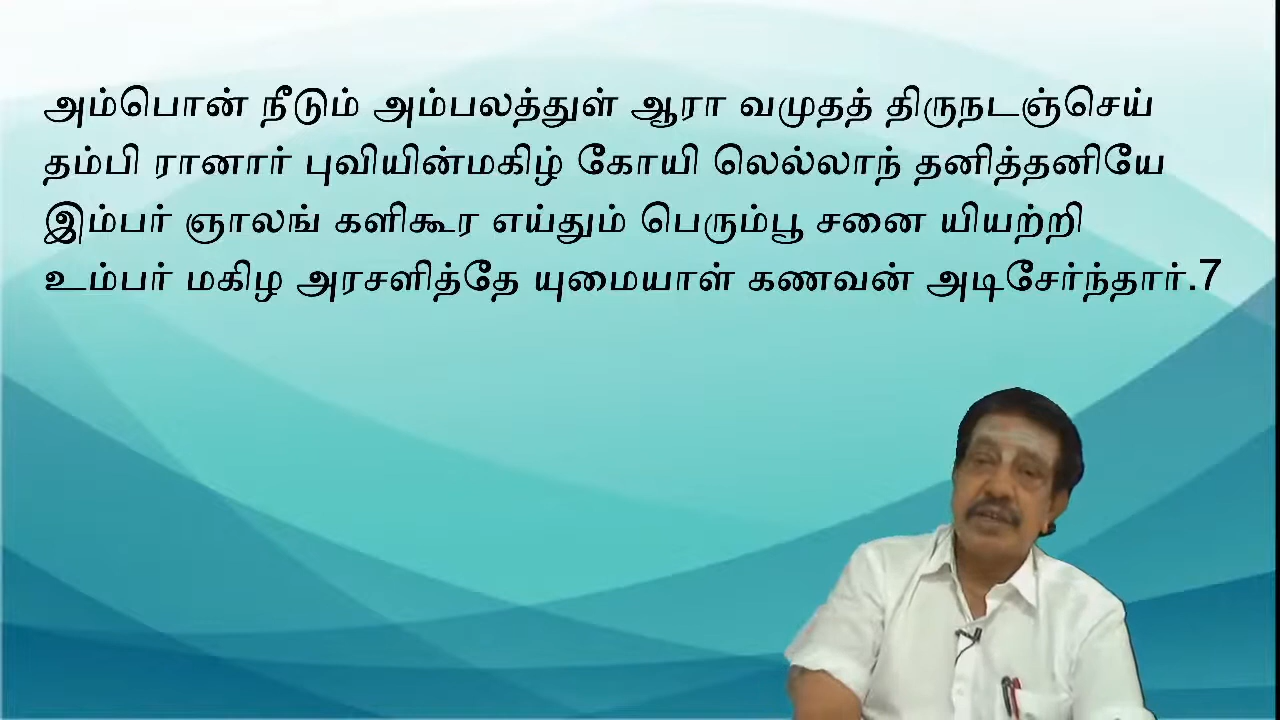 அம்பொன் நீடும் அம்பலத்துள் ஆரா வமுதத் திருநடஞ்செய்
தம்பி ரானார் புவியின்மகிழ் கோயி லெல்லாந் தனித்தனியே
இம்பர் ஞாலங் களிகூர எய்தும் பெரும்பூ சனை யியற்றி
உம்பர் மகிழ அரசளித்தே யுமையாள் கணவன் அடிசேர்ந்தார்.7